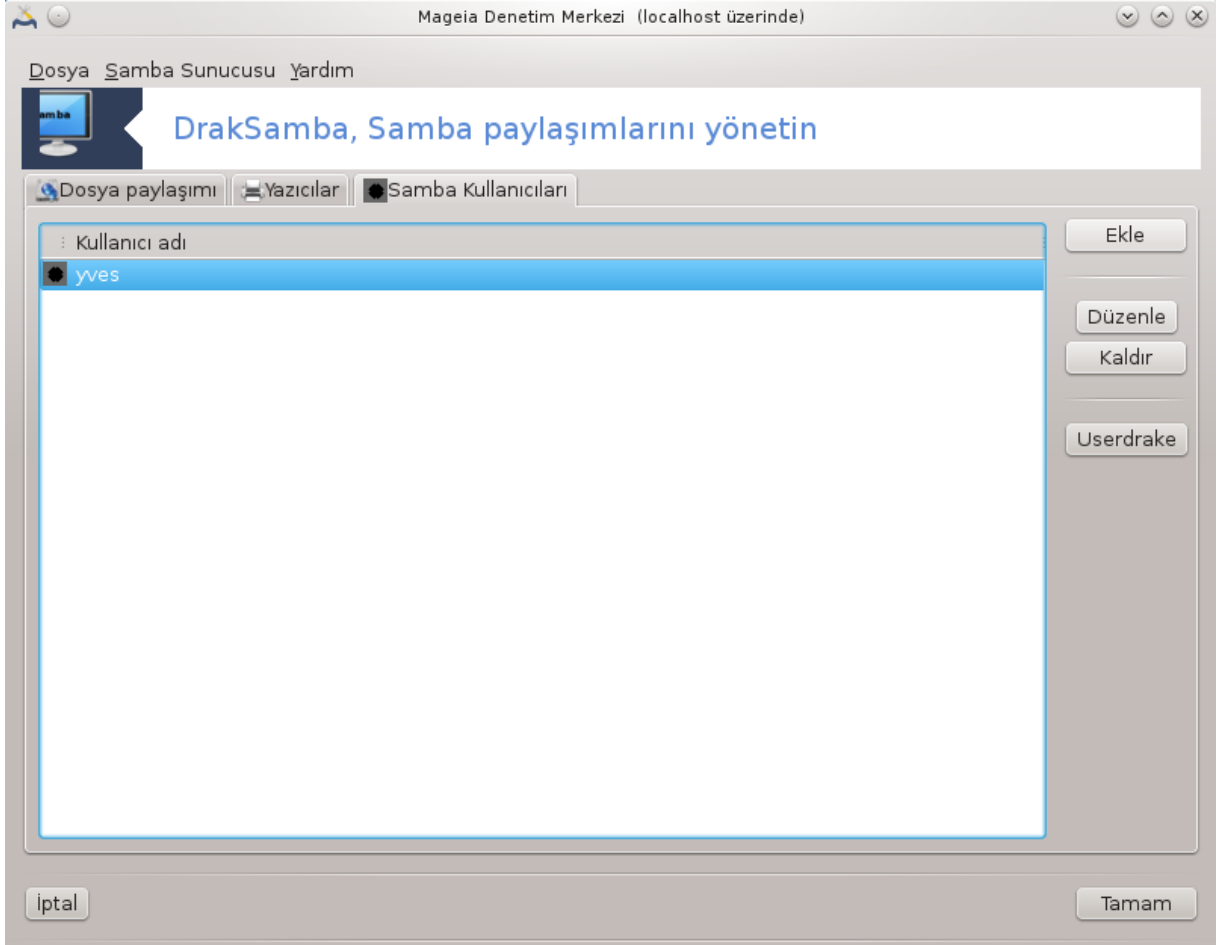 Mageia Denetim Merkezi (localhost üzerinde)
Dosya Samba Sunucusu Yardım
amba
DrakSamba, Samba paylaşımlarını yönetin
Dosya paylaşımı Yazıcılar Samba Kullanıcıları
Kullanıcı adı
yves
Ekle
Düzenle
Kaldır
Userdrake
İptal
Tamam